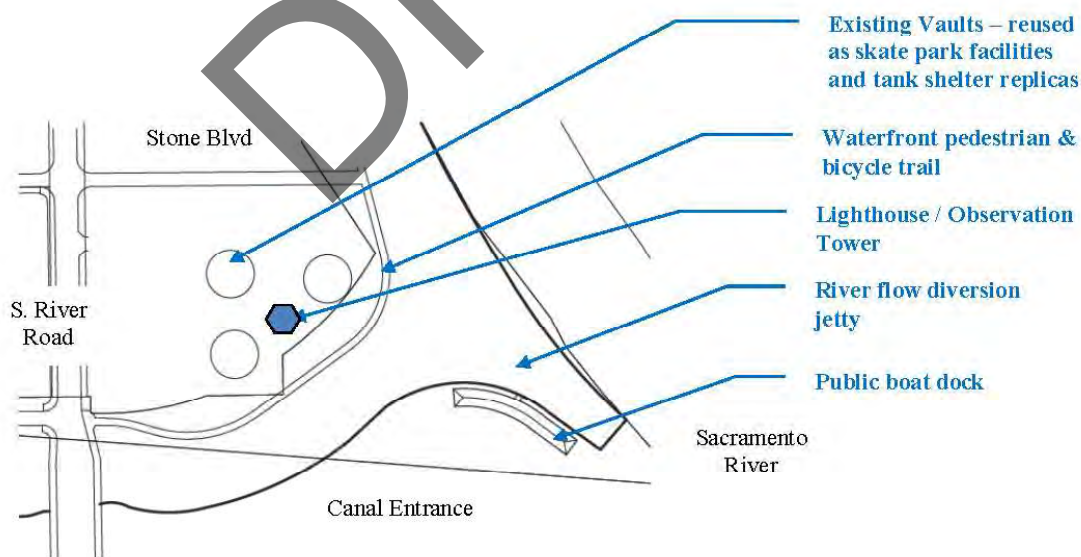 Existing Vaults – reused
as skate park facilities
and tank shelter replicas
Stone Blvd
Waterfront pedestrian &
bicycle trail
Lighthouse / Observation
Tower
S. River
Road
River flow diversion
jetty
Public boat dock
Sacramento
River
Canal Entrance